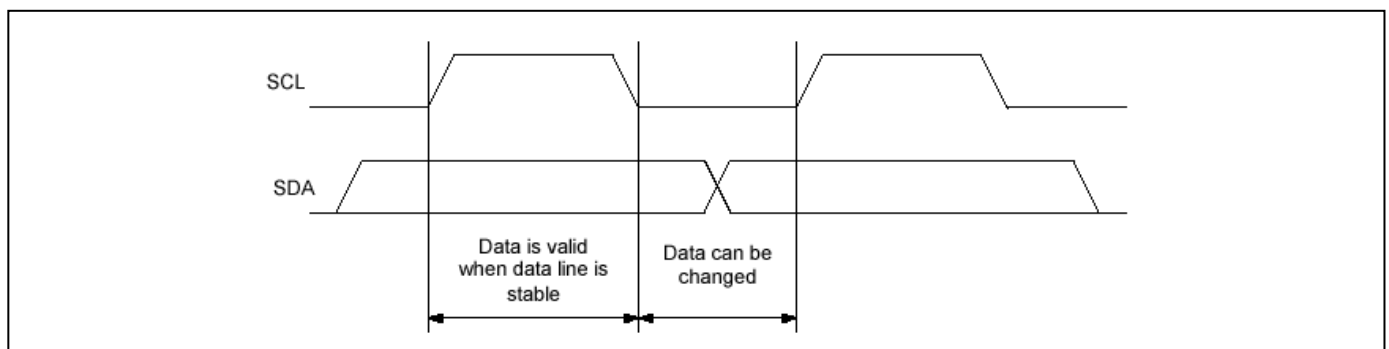 SCL
SDA
Data is valid
when data line is
stable
Data can be
changed